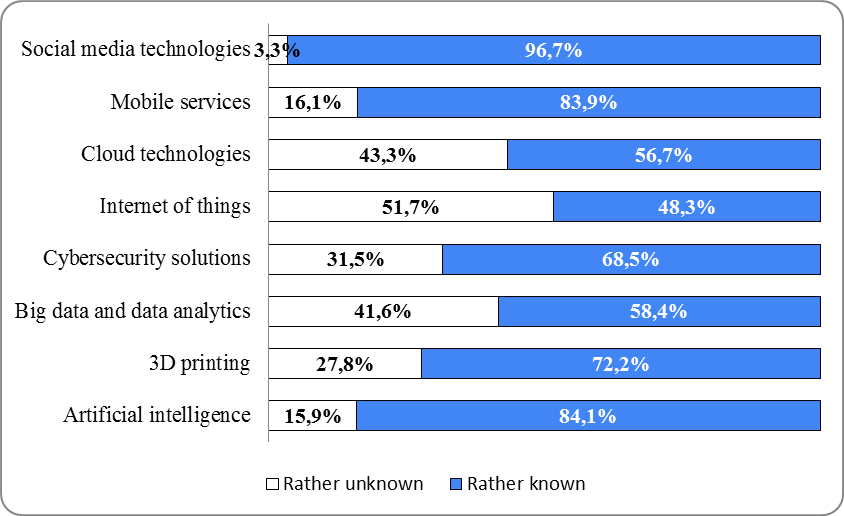 Social media technologies 3,3% 96,7%
Mobile services 16,1% 83,9%
Cloud technologies 43,3% 56,7%
Internet of things 51,7% 48,3%
Cybersecurity solutions 31,5% 68,5%
Big data and data analytics 41,6% 58,4%
3D printing 27,8% 72,2%
Artificial intelligence 15,9% 84,1%
Rather unknown Rather known